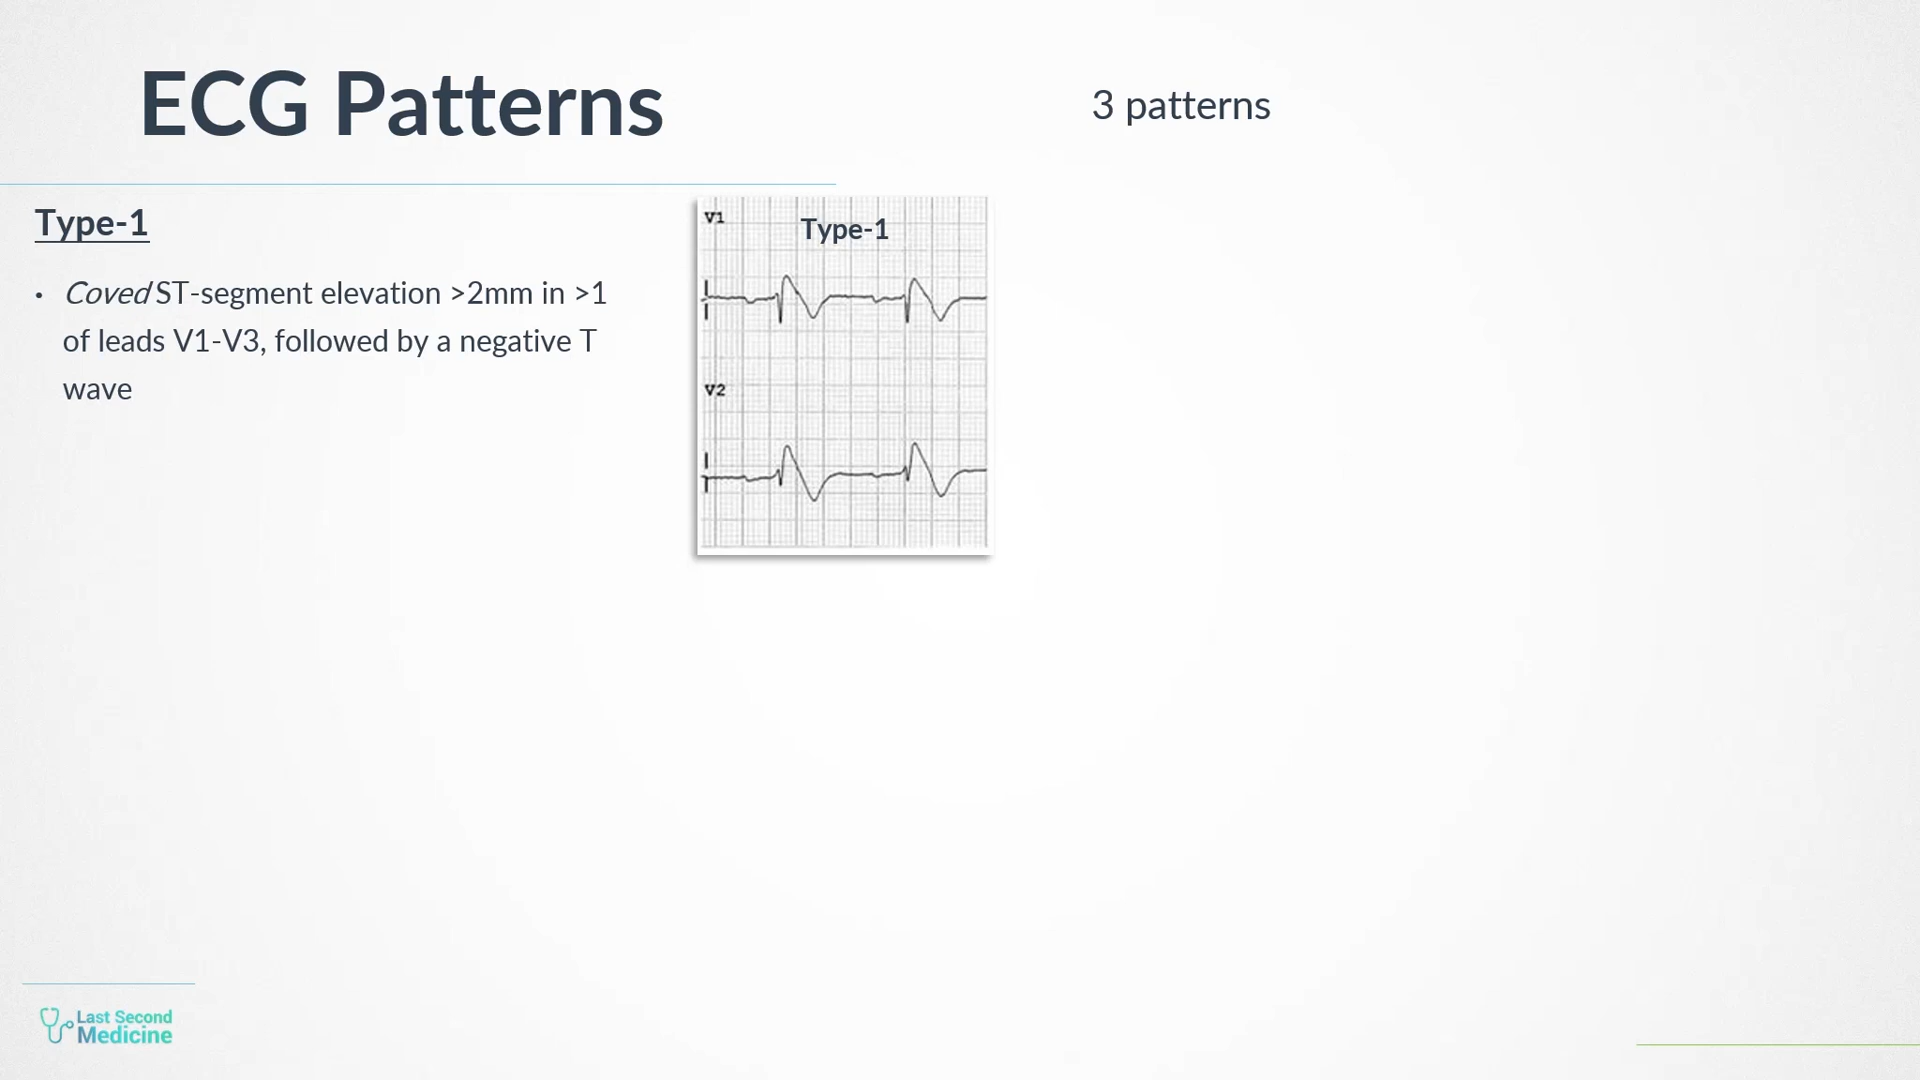 ECG Patterns
3 patterns
Type-1
• Coved ST-segment elevation >2mm in >1
of leads V1-V3, followed by a negative T
wave
V1
Type-1
V2
Last Second
Medicine